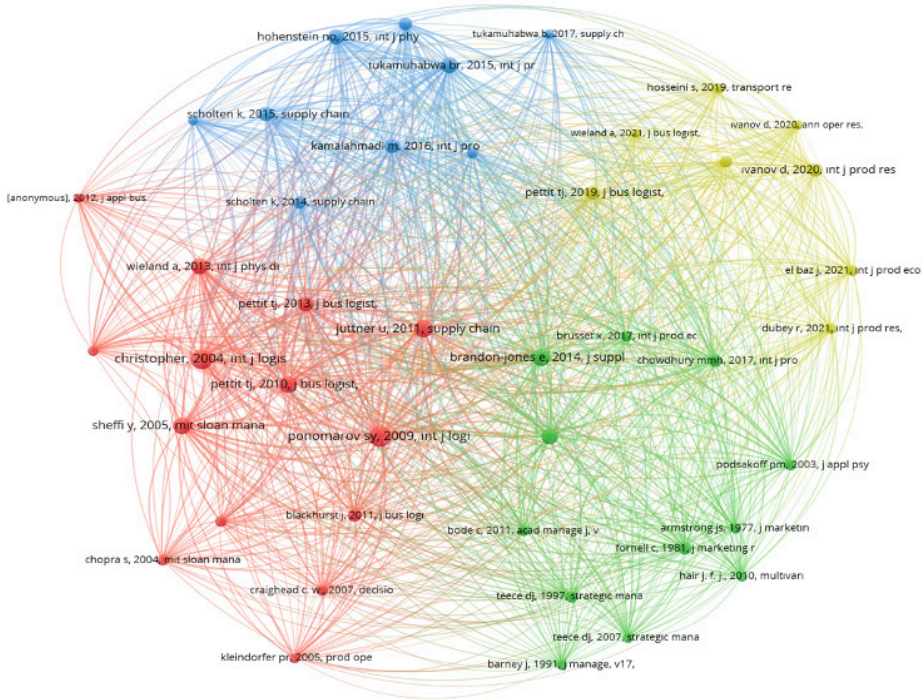 hohenstein no, 2015, int j phy
tukamuhabwa b, 2017, supply ch
tukamuhabwa br, 2015, int j pr
hosseini s, 2019, transport re
scholten k, 2015, supply chain
ivanov d, 2020, ann oper res,
wieland a, 2021, j bus logist,
kamalahmadi m, 2016, int j pro
ivanov d, 2020, int j prod res
pettit tj, 2019, j bus logist,
[anonymous], 2012, j appl bus
scholten k, 2014, supply chain
wieland a, 2013, int j phys di
el baz j, 2021, int j prod eco
pettit tj, 2013, j bus logist,
juttner u, 2011, supply chain
dubey r, 2021, int j prod res,
brusset x, 2017, int j prod ec
christopher, 2004, int j logis
brandon-jones e, 2014, j suppl
chowdhury mmh, 2017, int j pro
pettit tj, 2010, j bus logist,
sheffi y, 2005, mit sloan mana
ponomarov sy, 2009, int j logi
podsakoff pm, 2003, j appl psy
blackhurst j, 2011, j bus logi
bode c, 2011, acad manage j, v
armstrong js, 1977, j marketin
fornell c, 1981, j marketing r
chopra s, 2004, mit sloan mana
hair j. f. j., 2010, multivari
craighead c. w., 2007, decisio
teece dj, 1997, strategic mana
teece dj, 2007, strategic mana
kleindorfer pr, 2005, prod ope
barney j, 1991, j manage, v17,